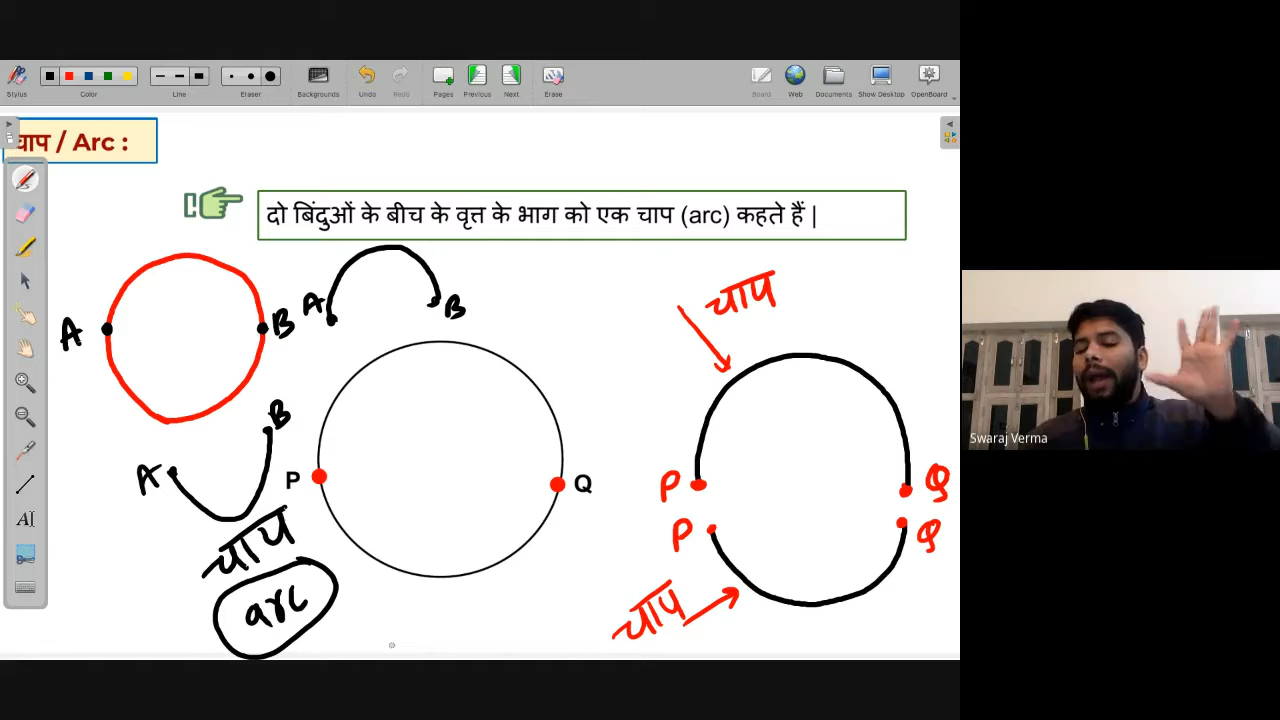 Stylus
Color
Line
Eraser
Backgrounds
Undo
Redo
Pages
Previous
Next
Erase
Board
Web
Documents
Show Desktop
OpenBoard
चाप / Arc :
दो बिंदुओं के बीच के वृत्त के भाग को एक चाप (arc) कहते हैं |
A
B
A
B
चाप
A
B
P
Q
P
Q
P
Q
चाप
arc
चाप
AI
Swaraj Verma